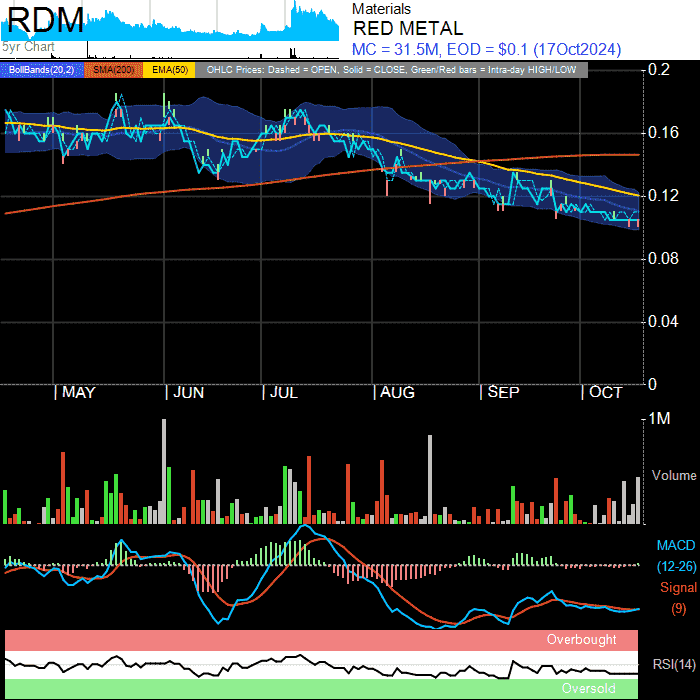 RDM
5yr Chart
Materials
RED METAL
MC = 31.5M, EOD = $0.1 (17Oct2024)
BollBands(20,2) SMA(200) EMA(50) OHLC Prices: Dashed = OPEN, Solid = CLOSE, Green/Red bars = Intra-day HIGH/LOW
0.2
0.16
0.12
0.08
0.04
0
MAY JUN JUL AUG SEP OCT
1M
Volume
MACD
(12-26)
Signal
(9)
Overbought
RSI(14)
Oversold